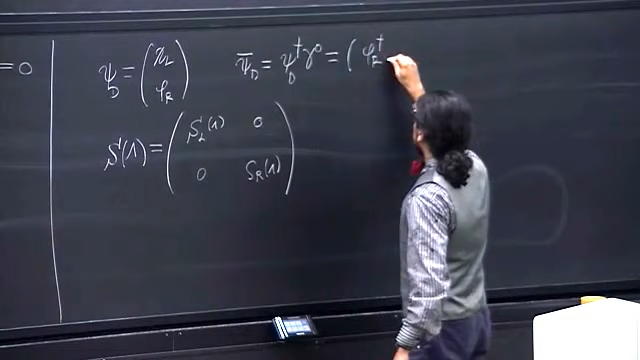 = 0
ψ_D = ( χ_L
φ_R )
ψ̄_D = ψ_D^† γ^0 = ( φ_R^†
S(Λ) = ( S_L(Λ) 0
0 S_R(Λ) )